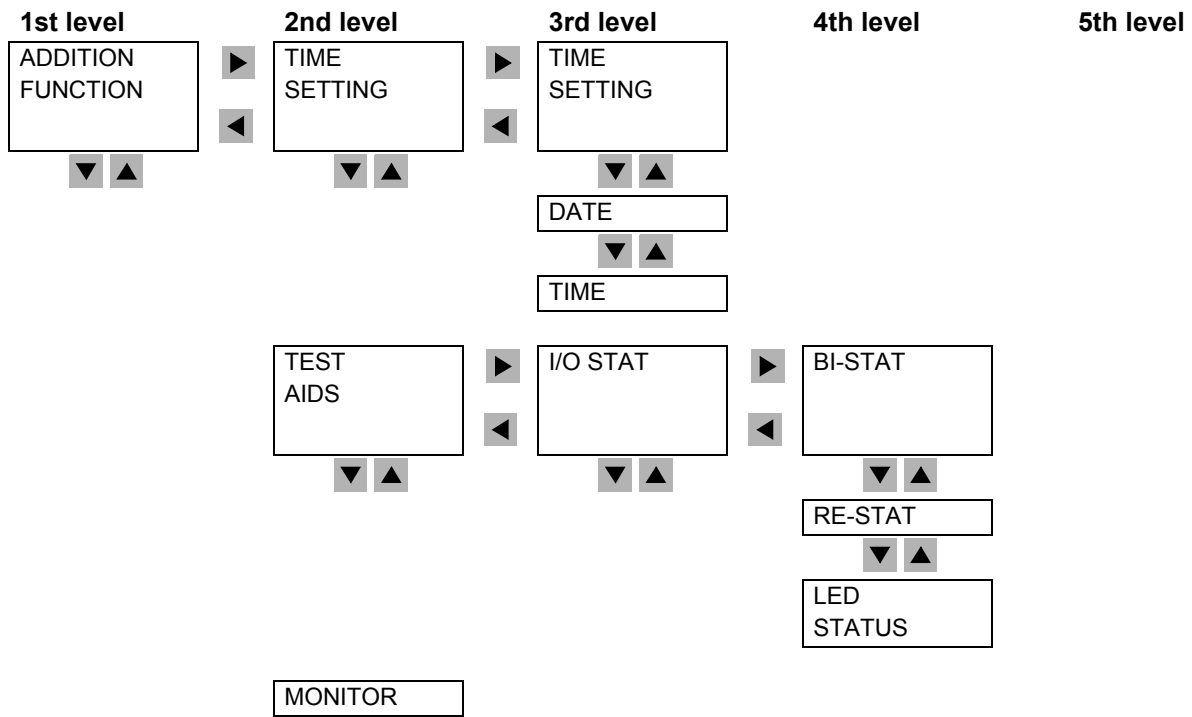 1st level 2nd level 3rd level 4th level 5th level
ADDITION TIME TIME
FUNCTION SETTING SETTING
DATE
TIME
TEST I/O STAT BI-STAT
AIDS
RE-STAT
LED
STATUS
MONITOR